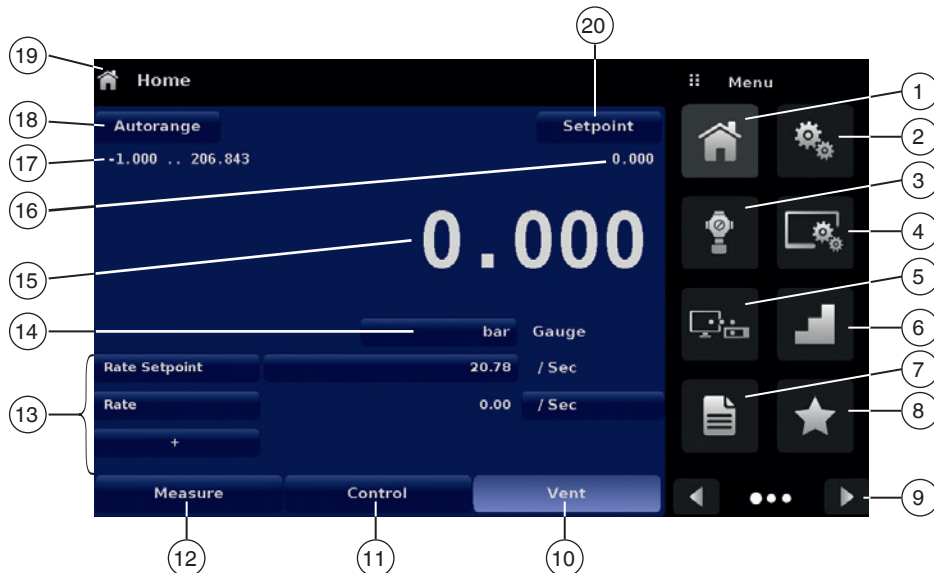 20
19
Home
Menu
1
18
Autorange
Setpoint
2
17
-1.000 .. 206.843
0.000
3
16
0.000
4
15
5
14
bar Gauge
6
Rate Setpoint 20.78 / Sec
7
13
Rate 0.00 / Sec
8
+
Measure Control Vent
9
12
11
10